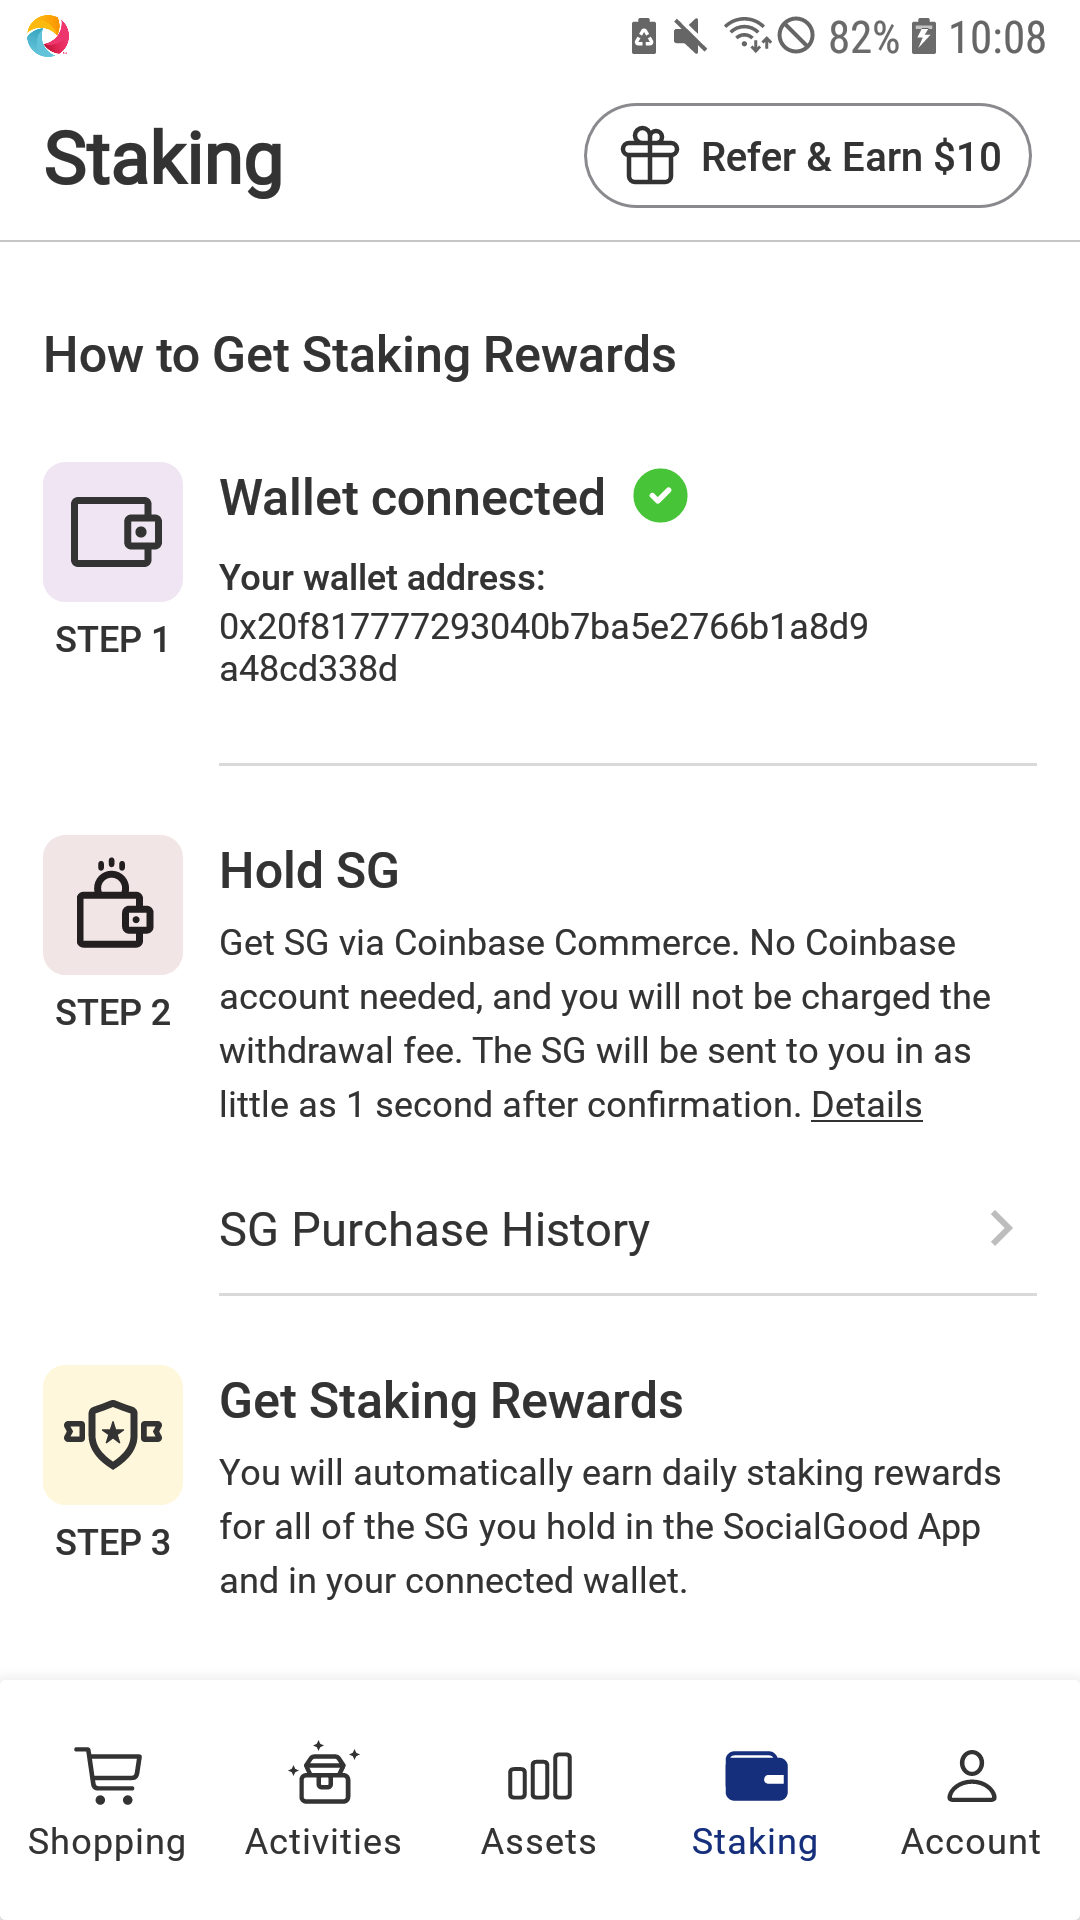 82% 10:08
Staking
Refer & Earn $10
How to Get Staking Rewards
Wallet connected
Your wallet address:
0x20f817777293040b7ba5e2766b1a8d9
a48cd338d
STEP 1
Hold SG
Get SG via Coinbase Commerce. No Coinbase
account needed, and you will not be charged the
withdrawal fee. The SG will be sent to you in as
little as 1 second after confirmation. Details
STEP 2
SG Purchase History
Get Staking Rewards
You will automatically earn daily staking rewards
for all of the SG you hold in the SocialGood App
and in your connected wallet.
STEP 3
Shopping
Activities
Assets
Staking
Account